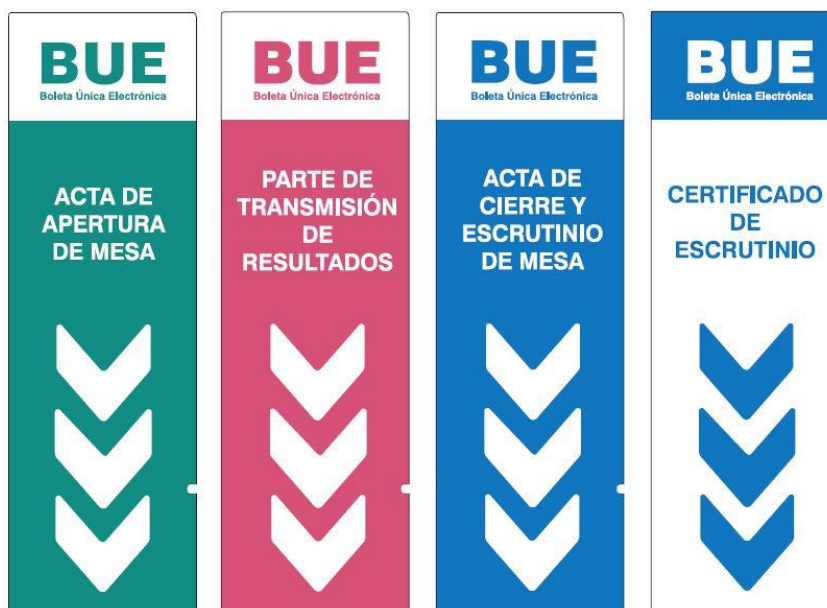 BUE
Boleta Única Electrónica
ACTA DE
APERTURA
DE MESA
BUE
Boleta Única Electrónica
PARTE DE
TRANSMISIÓN
DE
RESULTADOS
BUE
Boleta Única Electrónica
ACTA DE
CIERRE Y
ESCRUTINIO
DE MESA
BUE
Boleta Única Electrónica
CERTIFICADO
DE
ESCRUTINIO